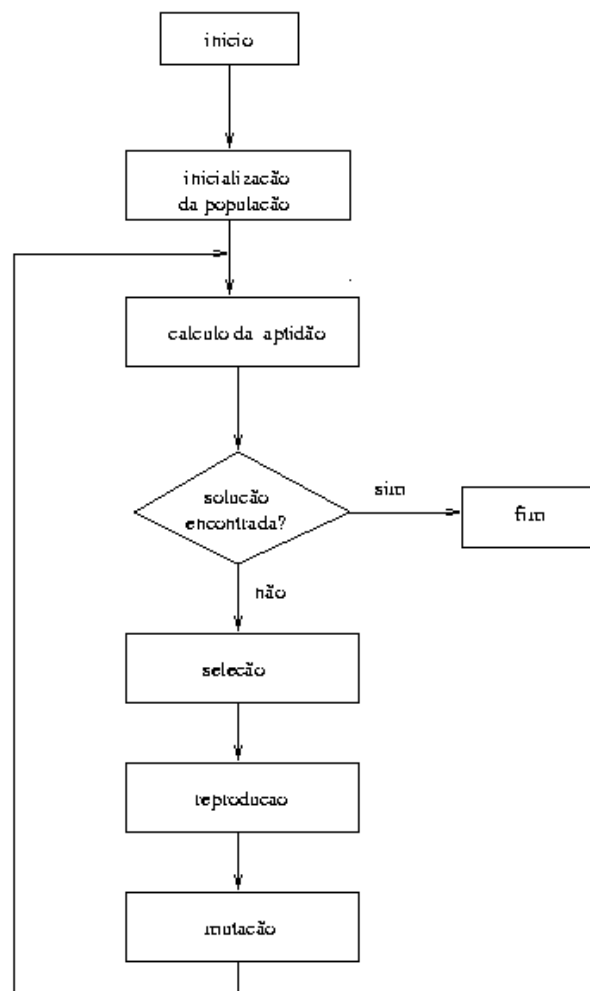 inicio
inicialização
da população
calculo da aptidão
solução
encontrada?
sim
fim
não
seleção
reproducao
mutação